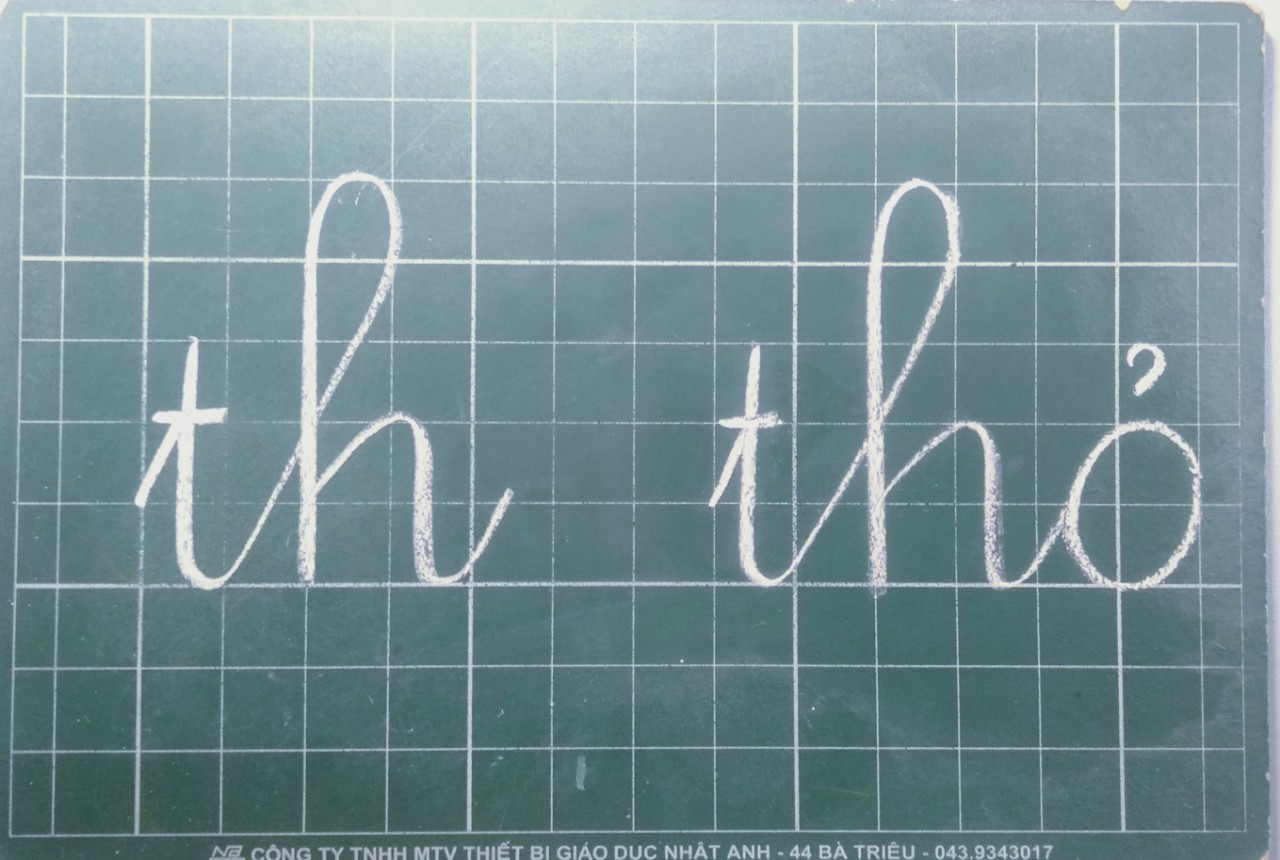 th thỏ
CÔNG TY TNHH MTV THIẾT BỊ GIÁO DỤC NHẬT ANH - 44 BÀ TRIỆU - 043.9343017